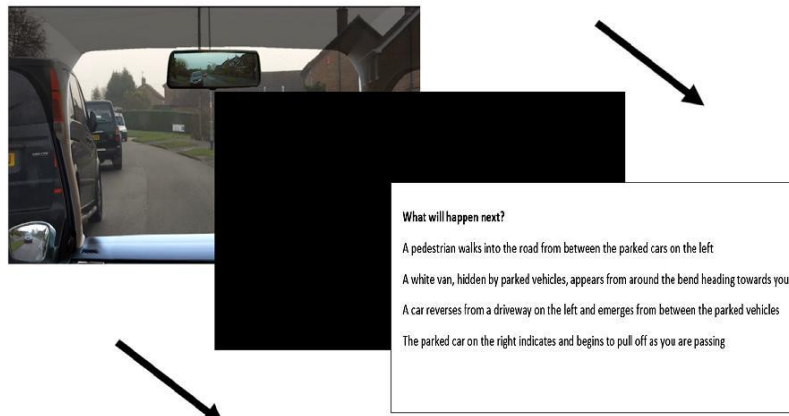 What will happen next?
A pedestrian walks into the road from between the parked cars on the left
A white van, hidden by parked vehicles, appears from around the bend heading towards you
A car reverses from a driveway on the left and emerges from between the parked vehicles
The parked car on the right indicates and begins to pull off as you are passing